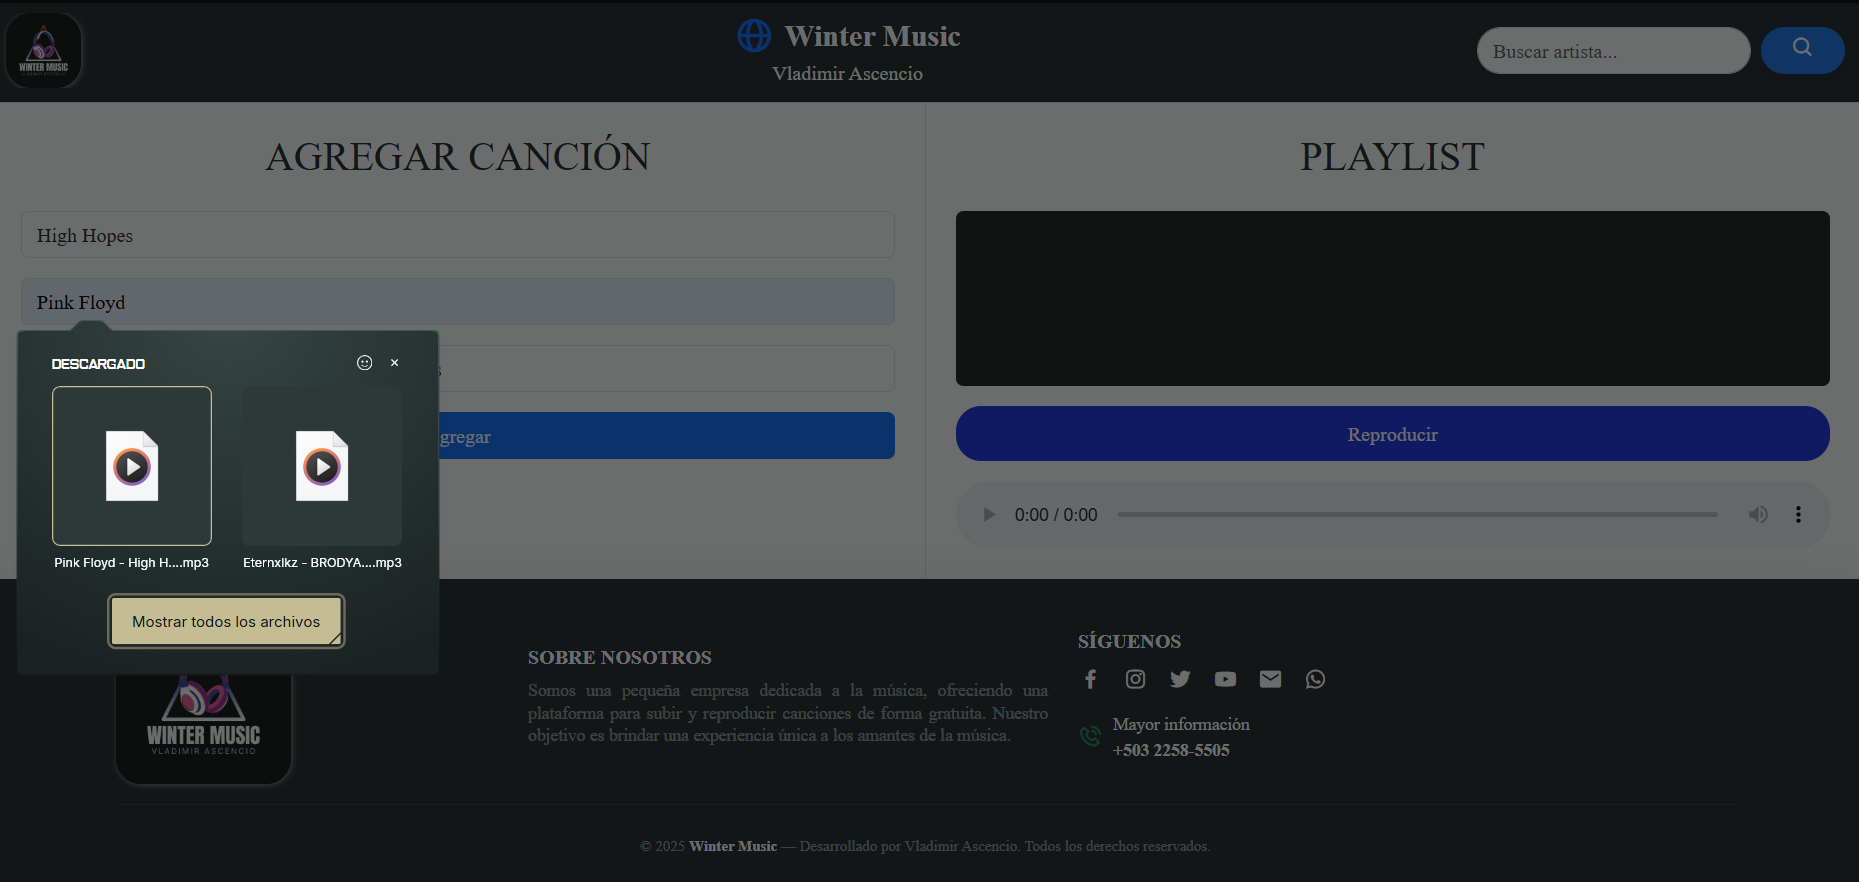 WINTER MUSIC
Winter Music
Vladimir Ascencio
Buscar artista...
AGREGAR CANCIÓN
High Hopes
Pink Floyd
gregar
DESCARGADO
Pink Floyd - High H....mp3
Eternxlkz - BRODYA....mp3
Mostrar todos los archivos
PLAYLIST
Reproducir
0:00 / 0:00
WINTER MUSIC
VLADIMIR ASCENCIO
SOBRE NOSOTROS
Somos una pequeña empresa dedicada a la música, ofreciendo una
plataforma para subir y reproducir canciones de forma gratuita. Nuestro
objetivo es brindar una experiencia única a los amantes de la música.
SÍGUENOS
Mayor información
+503 2258-5505
© 2025 Winter Music — Desarrollado por Vladimir Ascencio. Todos los derechos reservados.